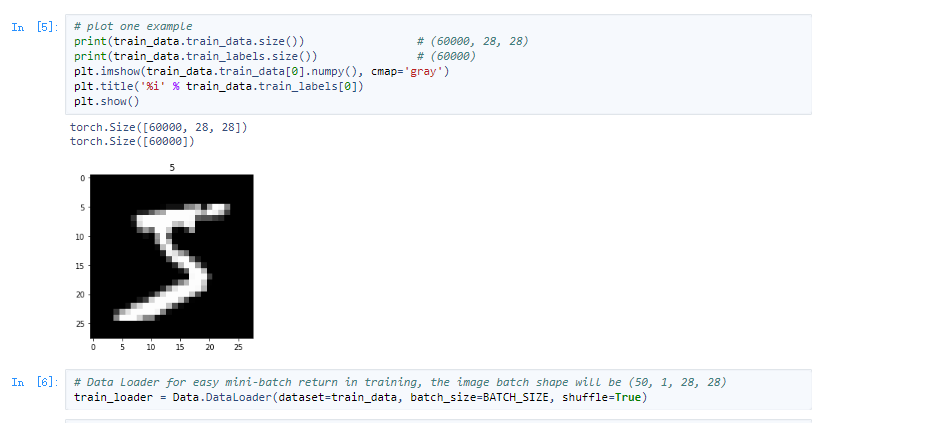 In [5]: # plot one example
print(train_data.train_data.size()) # (60000, 28, 28)
print(train_data.train_labels.size()) # (60000)
plt.imshow(train_data.train_data[0].numpy(), cmap='gray')
plt.title('%i' % train_data.train_labels[0])
plt.show()
torch.Size([60000, 28, 28])
torch.Size([60000])
5
0
5
10
15
20
25
0 5 10 15 20 25
In [6]: # Data Loader for easy mini-batch return in training, the image batch shape will be (50, 1, 28, 28)
train_loader = Data.DataLoader(dataset=train_data, batch_size=BATCH_SIZE, shuffle=True)